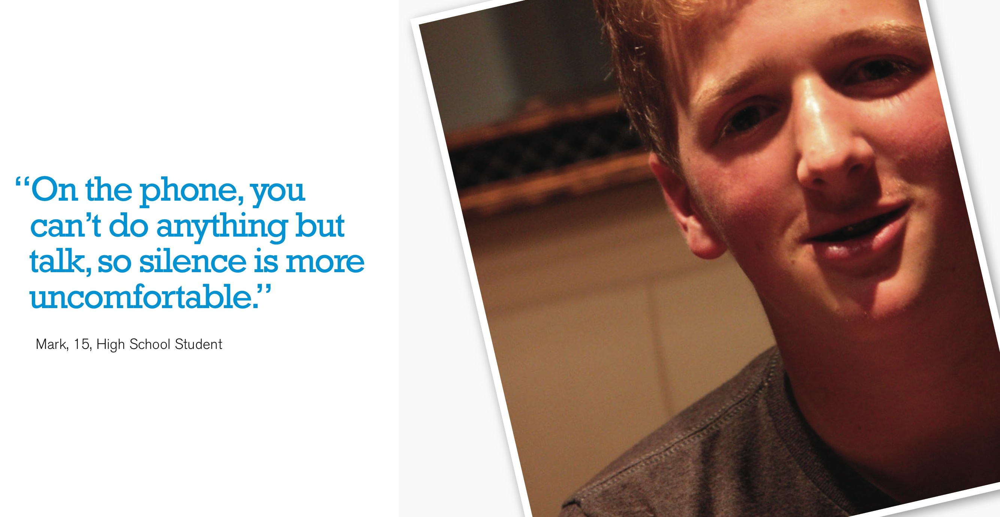 “On the phone, you
can’t do anything but
talk, so silence is more
uncomfortable.”
Mark, 15, High School Student